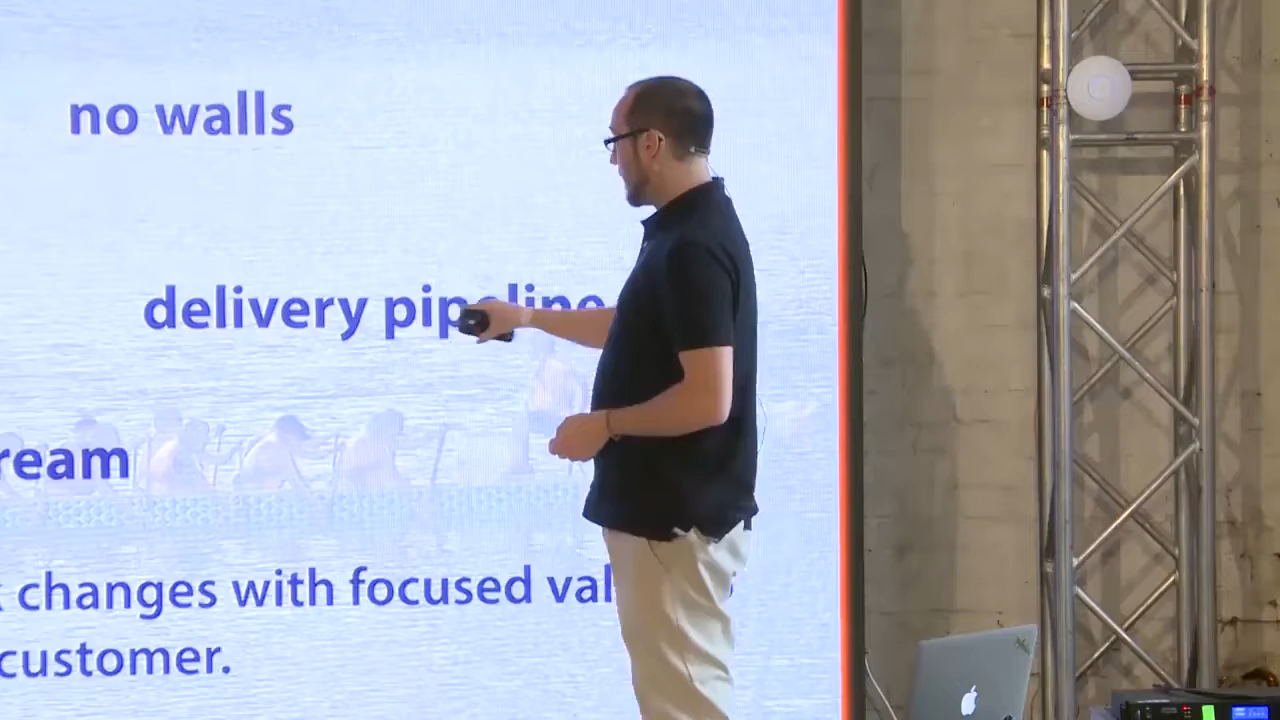 no walls
delivery pipeline
ream
changes with focused val
customer.